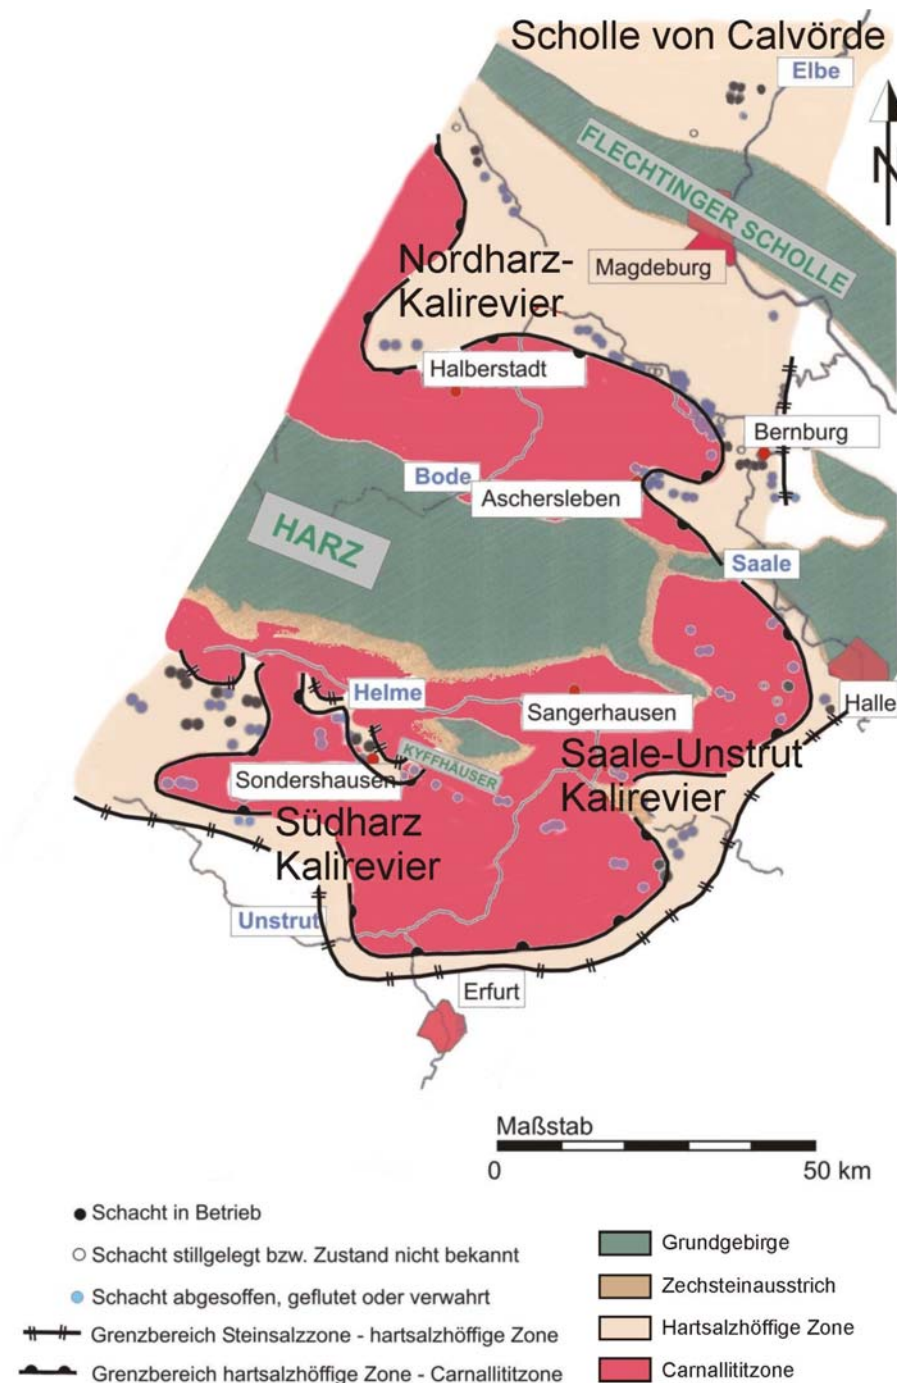 Scholle von Calvörde
Elbe
FLECHTINGER SCHOLLE
N
Nordharz-
Kalirevier
Magdeburg
Halberstadt
Bernburg
Bode
Aschersleben
HARZ
Saale
Helme
Halle
Sangerhausen
KYFFHÄUSER
Saale-Unstrut
Kalirevier
Sondershausen
Südharz
Kalirevier
Unstrut
Erfurt
Maßstab
0 50 km
Schacht in Betrieb
Schacht stillgelegt bzw. Zustand nicht bekannt
Schacht abgesoffen, geflutet oder verwahrt
Grenzbereich Steinsalzzone - hartsalzhöffige Zone
Grenzbereich hartsalzhöffige Zone - Carnallititzone
Grundgebirge
Zechsteinausstrich
Hartsalzhöffige Zone
Carnallititzone